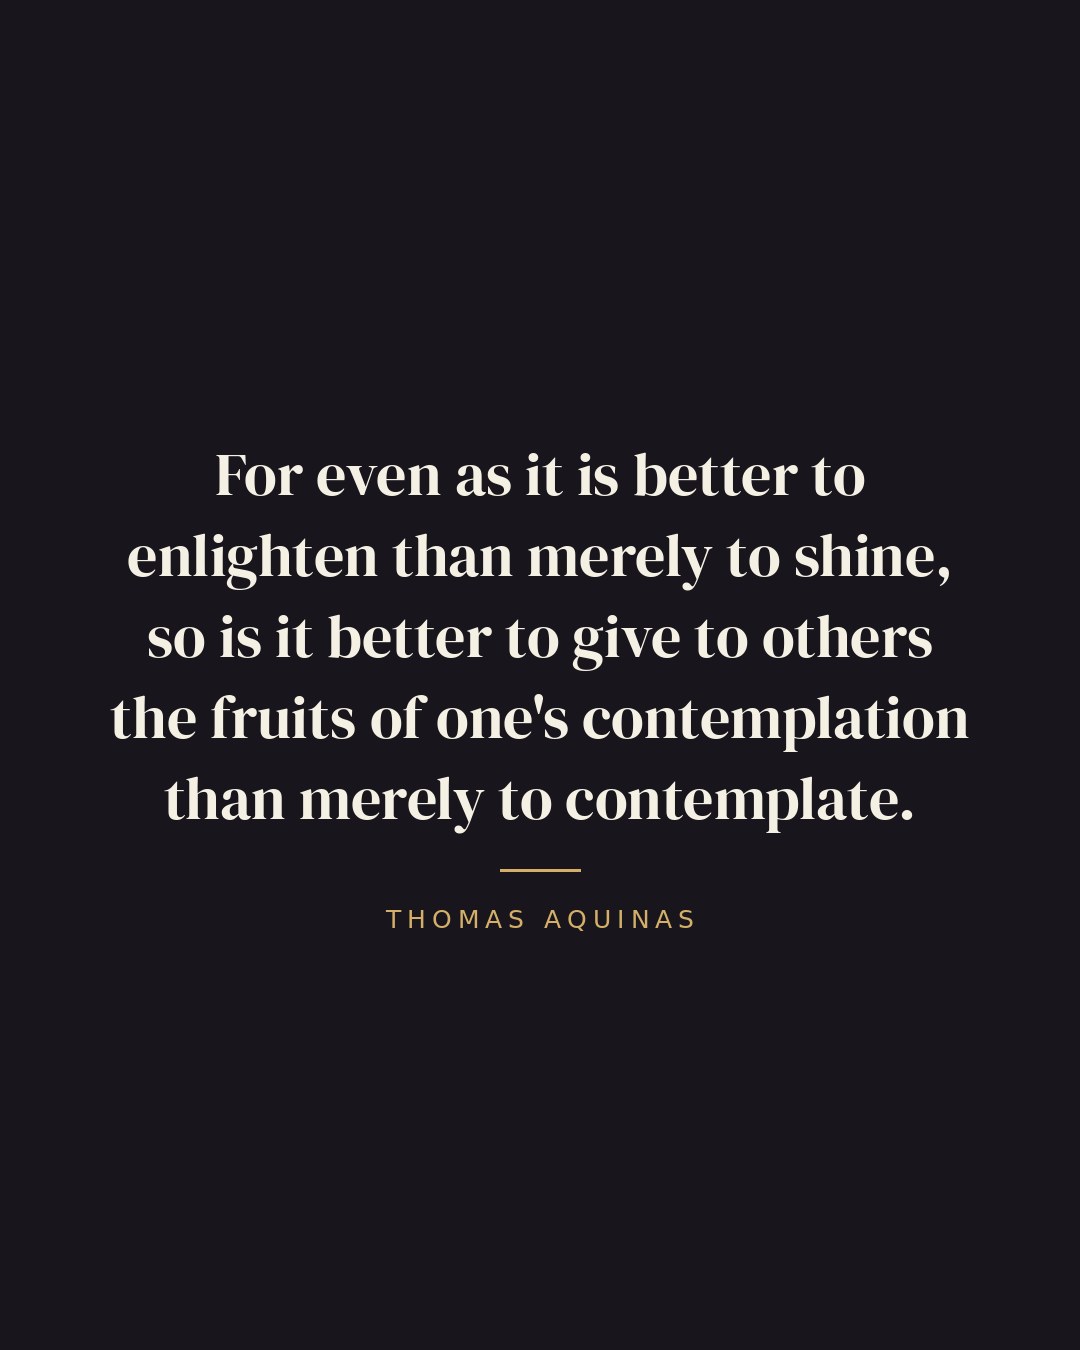 For even as it is better to
enlighten than merely to shine,
so is it better to give to others
the fruits of one's contemplation
than merely to contemplate.
THOMAS AQUINAS